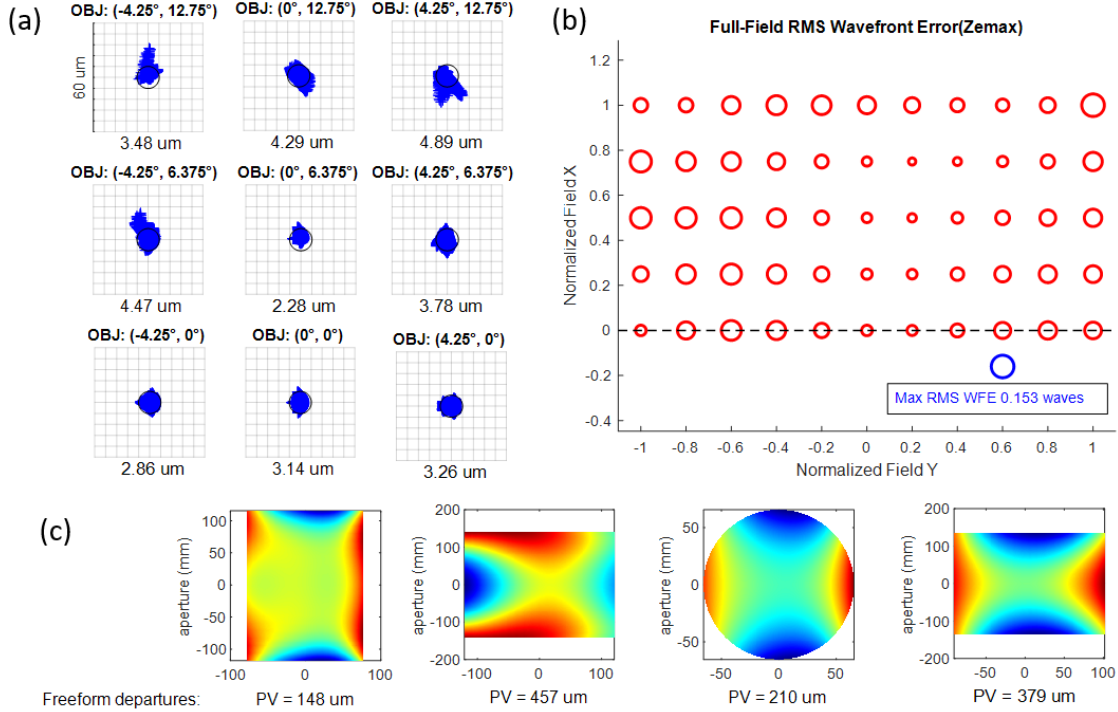 (a)
OBJ: (-4.25°, 12.75°) OBJ: (0°, 12.75°) OBJ: (4.25°, 12.75°)
60 um
3.48 um 4.29 um 4.89 um
OBJ: (-4.25°, 6.375°) OBJ: (0°, 6.375°) OBJ: (4.25°, 6.375°)
4.47 um 2.28 um 3.78 um
OBJ: (-4.25°, 0°) OBJ: (0°, 0°) OBJ: (4.25°, 0°)
2.86 um 3.14 um 3.26 um
(b)
Full-Field RMS Wavefront Error(Zemax)
1.2
1
0.8
0.6
0.4
0.2
0
-0.2
-0.4
Normalized Field X
Max RMS WFE 0.153 waves
-1 -0.8 -0.6 -0.4 -0.2 0 0.2 0.4 0.6 0.8 1
Normalized Field Y
(c)
aperture (mm)
100
50
0
-50
-100
-100 0 100
aperture (mm)
200
100
0
-100
-200
-100 0 100
aperture (mm)
50
0
-50
-50 0 50
aperture (mm)
200
100
0
-100
-200
-50 0 50 100
Freeform departures: PV = 148 um PV = 457 um PV = 210 um PV = 379 um